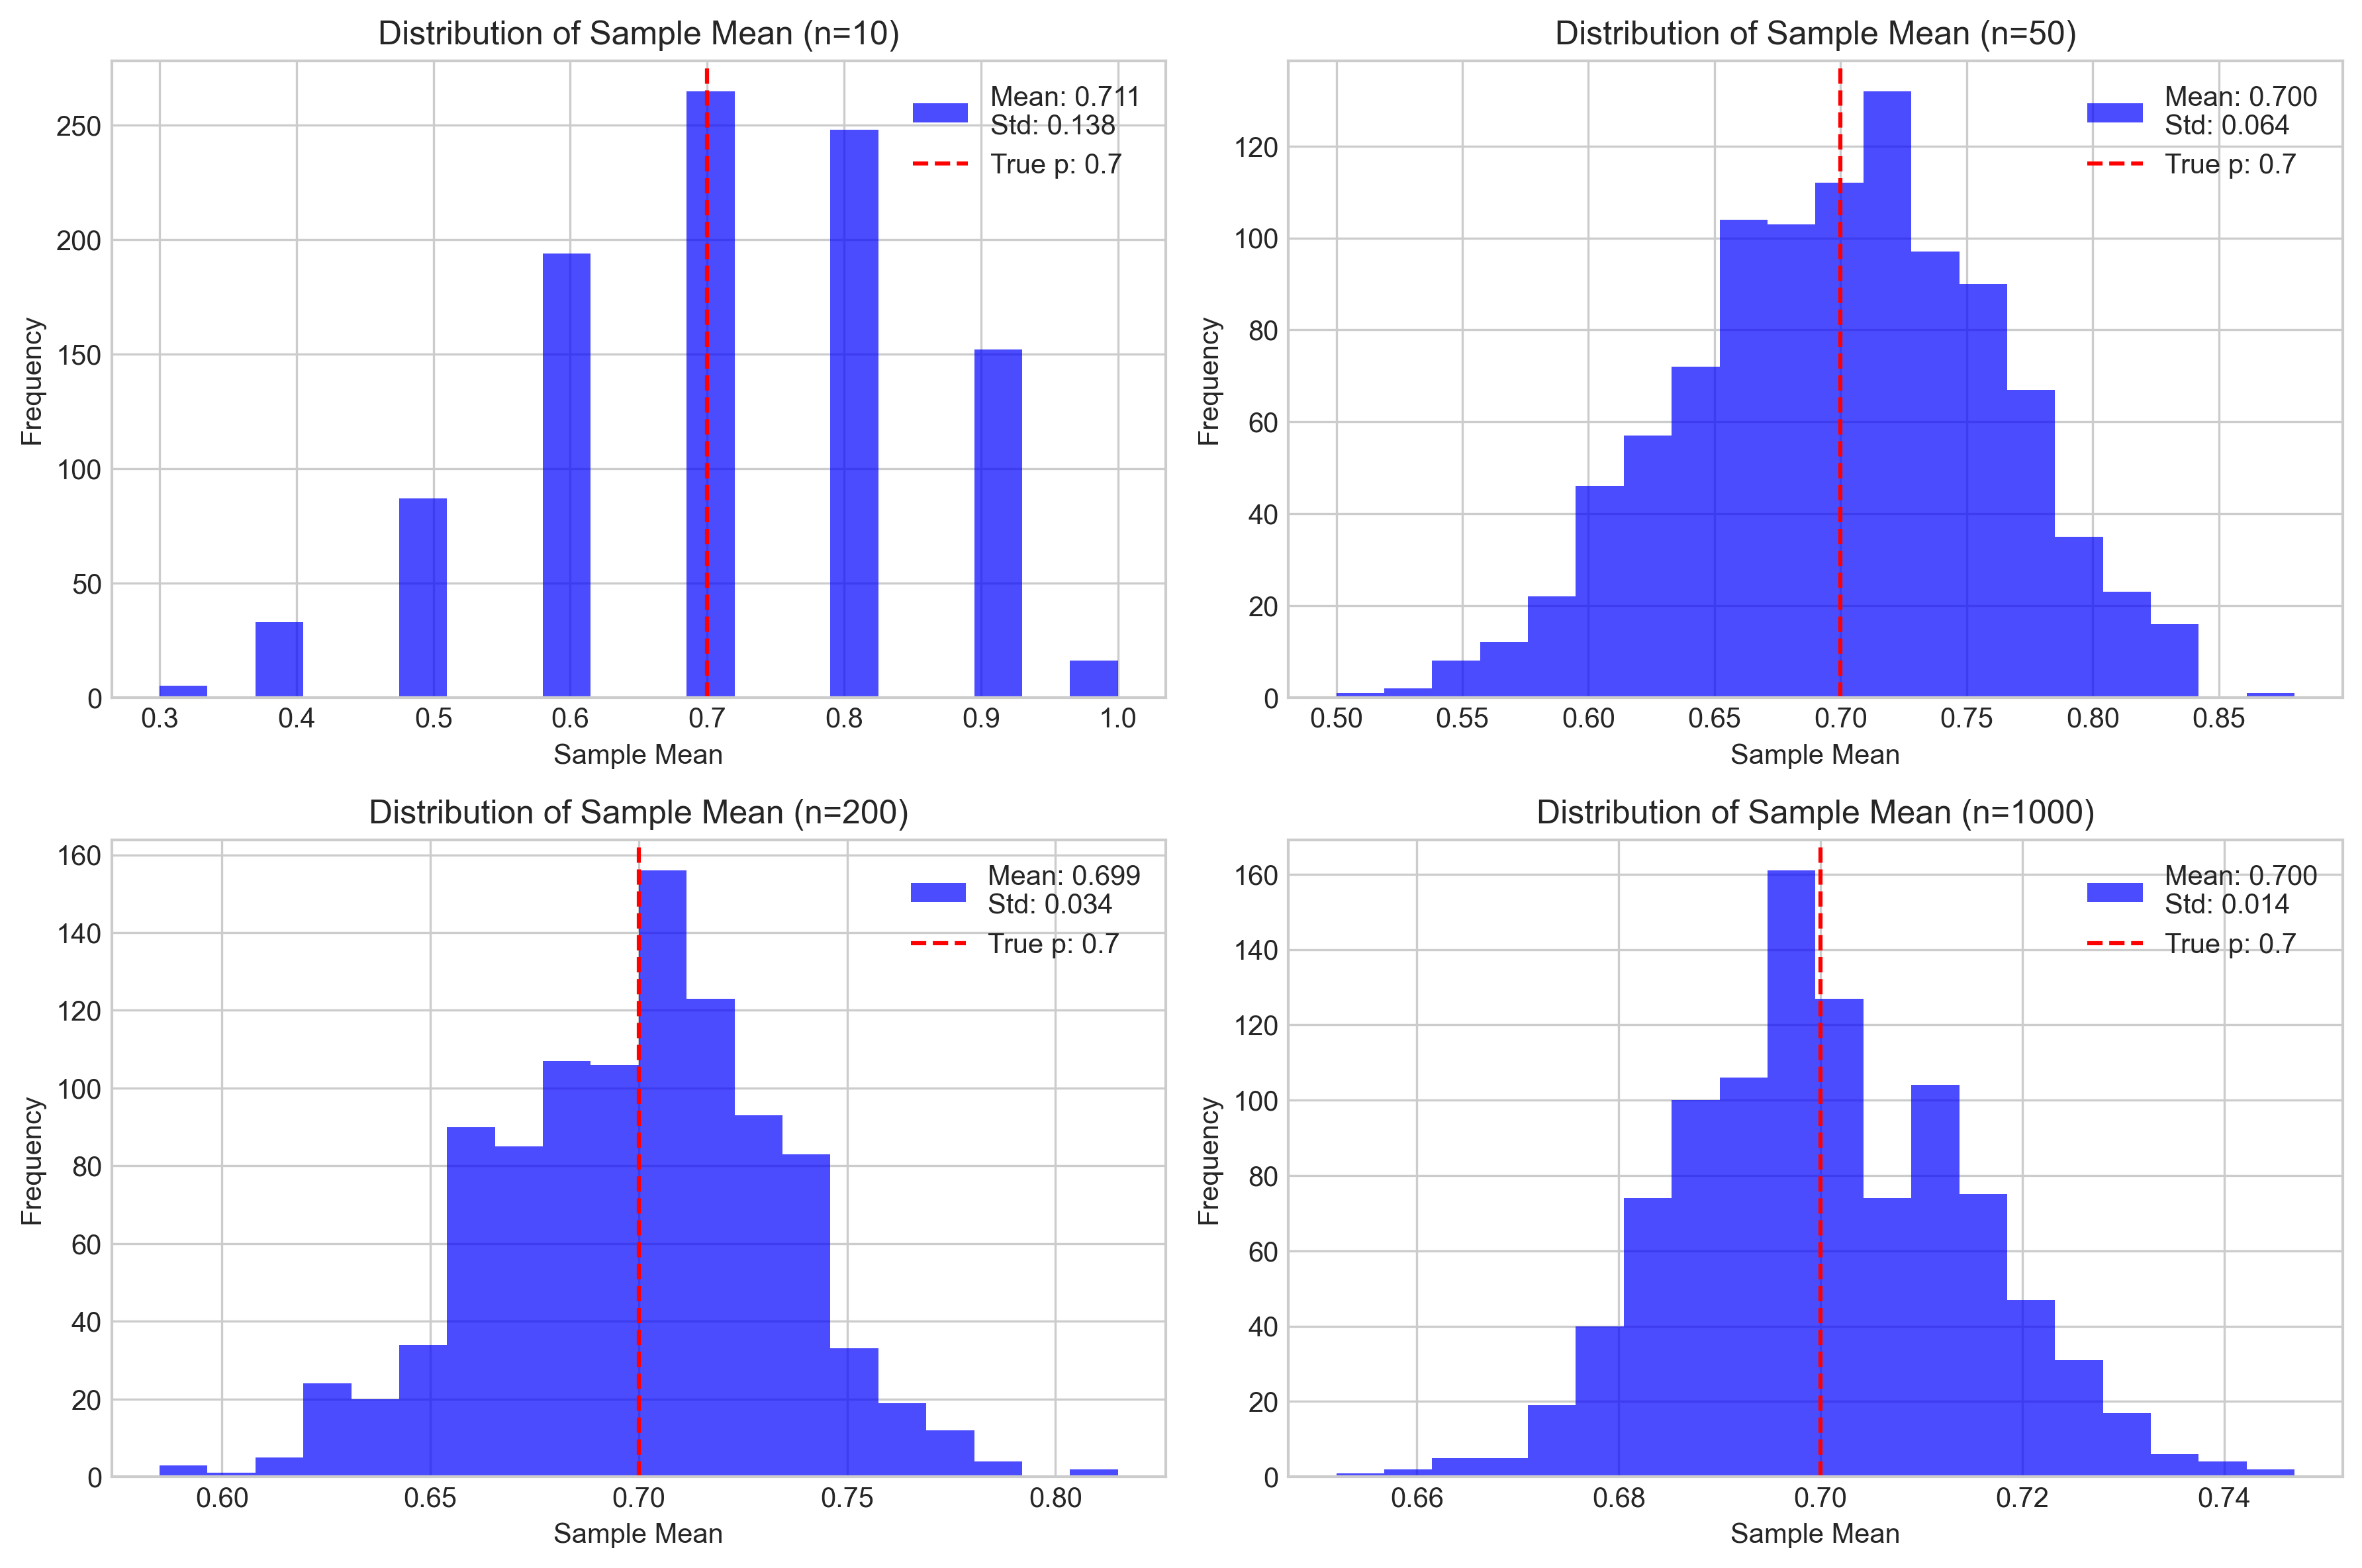 Distribution of Sample Mean (n=10)
Frequency
250
200
150
100
50
0
0.3 0.4 0.5 0.6 0.7 0.8 0.9 1.0
Sample Mean
Mean: 0.711
Std: 0.138
True p: 0.7
Distribution of Sample Mean (n=50)
Frequency
120
100
80
60
40
20
0
0.50 0.55 0.60 0.65 0.70 0.75 0.80 0.85
Sample Mean
Mean: 0.700
Std: 0.064
True p: 0.7
Distribution of Sample Mean (n=200)
Frequency
160
140
120
100
80
60
40
20
0
0.60 0.65 0.70 0.75 0.80
Sample Mean
Mean: 0.699
Std: 0.034
True p: 0.7
Distribution of Sample Mean (n=1000)
Frequency
160
140
120
100
80
60
40
20
0
0.66 0.68 0.70 0.72 0.74
Sample Mean
Mean: 0.700
Std: 0.014
True p: 0.7